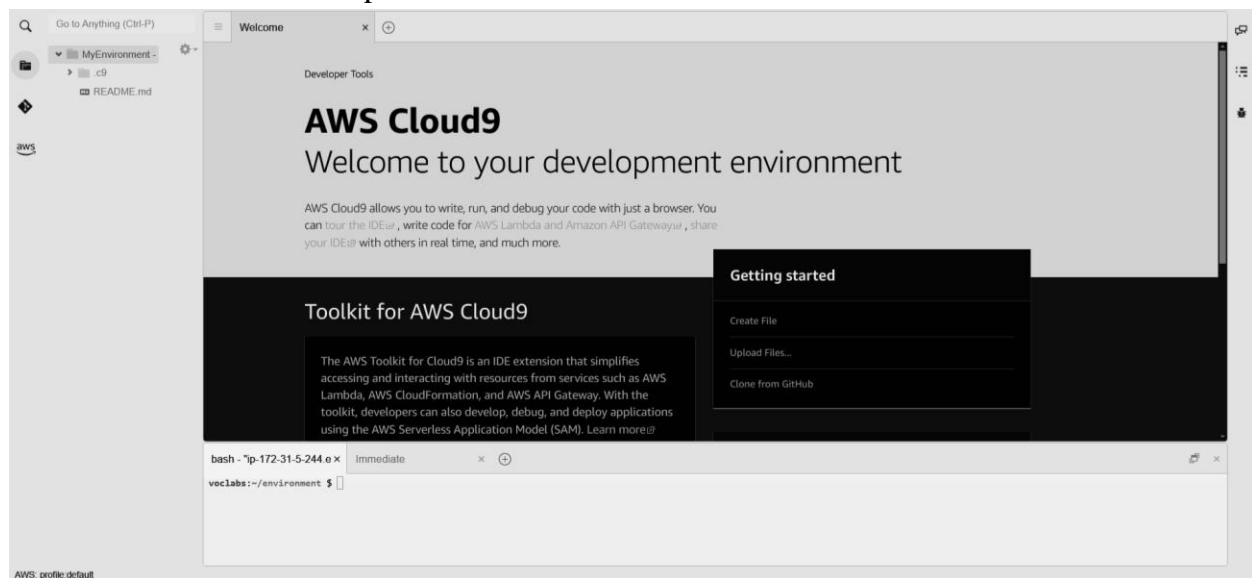 Go to Anything (Ctrl-P)
Welcome
MyEnvironment -
.c9
README.md
aws
Developer Tools
AWS Cloud9
Welcome to your development environment
AWS Cloud9 allows you to write, run, and debug your code with just a browser. You
can tour the IDE, write code for AWS Lambda and Amazon API Gateway, share
your IDE with others in real time, and much more.
Getting started
Create File
Upload Files...
Clone from GitHub
Toolkit for AWS Cloud9
The AWS Toolkit for Cloud9 is an IDE extension that simplifies
accessing and interacting with resources from services such as AWS
Lambda, AWS CloudFormation, and AWS API Gateway. With the
toolkit, developers can also develop, debug, and deploy applications
using the AWS Serverless Application Model (SAM). Learn more
bash - "ip-172-31-5-244.e
Immediate
voclabs:~/environment $
AWS: profile:default